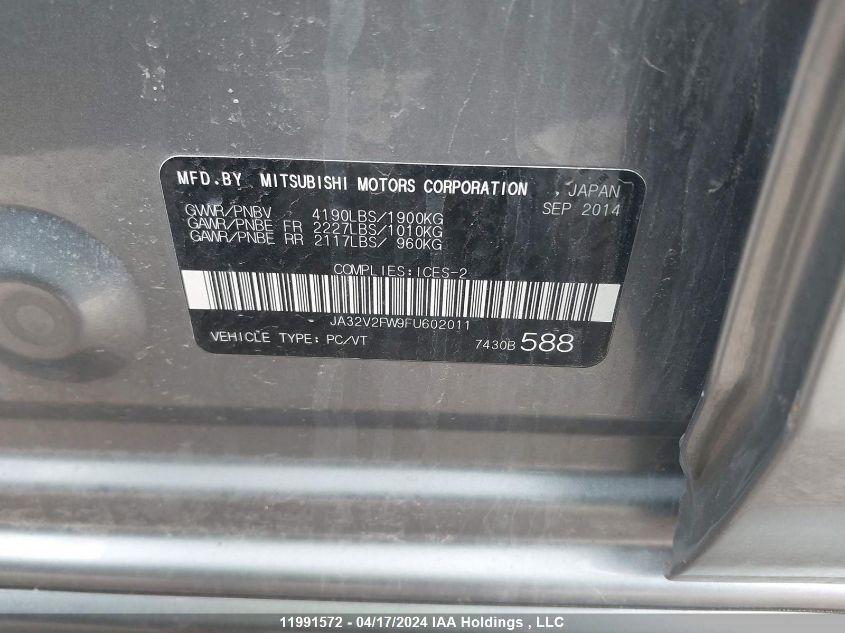 MFD.BY MITSUBISHI MOTORS CORPORATION , JAPAN
SEP 2014
GVWR/PNBV 4190LBS/1900KG
GAWR/PNBE FR 2227LBS/1010KG
GAWR/PNBE RR 2117LBS/ 960KG
COMPLIES:ICES-2
JA32V2FW9FU602011
VEHICLE TYPE: PC/VT 7430B 588
11991572 - 04/17/2024 IAA Holdings , LLC